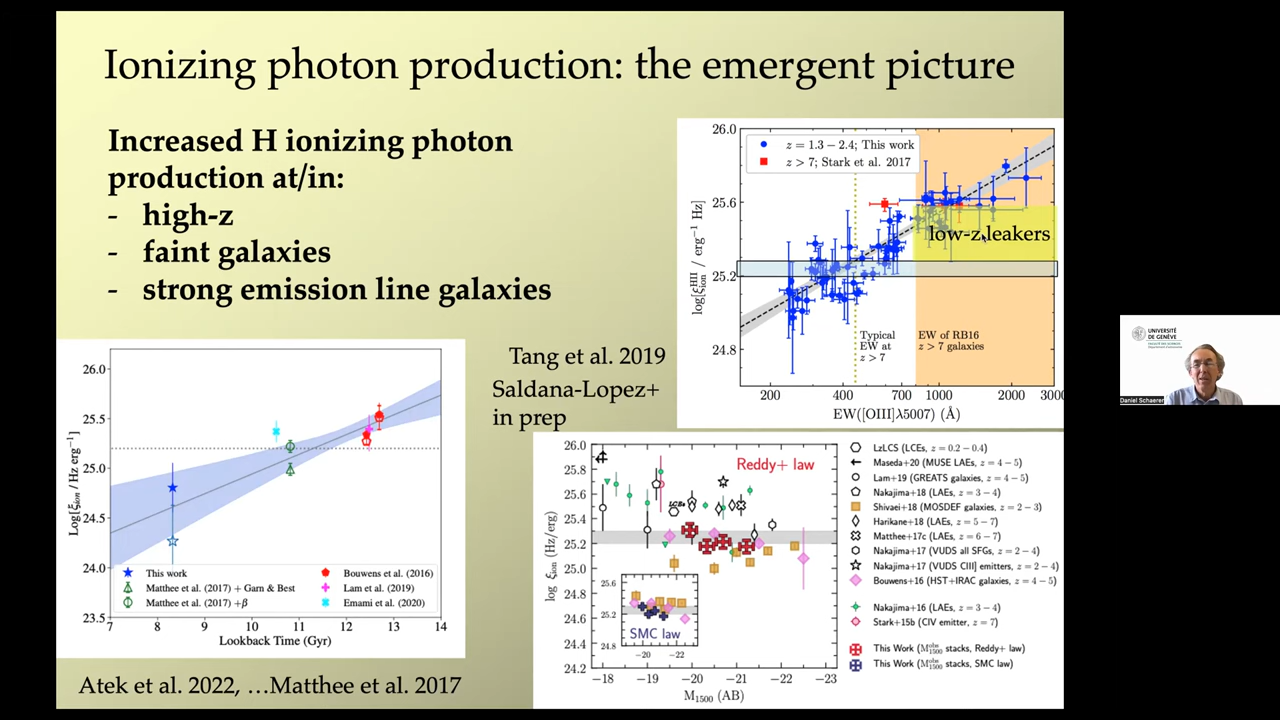 Ionizing photon production: the emergent picture
Increased H ionizing photon
production at/in:
- high-z
- faint galaxies
- strong emission line galaxies
26.0
25.6
25.2
24.8
log[ξion^HII / erg⁻¹ Hz]
z = 1.3 − 2.4; This work
z > 7; Stark et al. 2017
low-z leakers
Typical
EW at
z > 7
EW of RB16
z > 7 galaxies
200 400 700 1000 2000 3000
EW([OIII]λ5007) (Å)
Tang et al. 2019
Saldana-Lopez+
in prep
26.0
25.5
25.0
24.5
24.0
23.5
Log[ξion /Hz erg⁻¹]
This work
Matthee et al. (2017) + Garn & Best
Matthee et al. (2017) +β
Bouwens et al. (2016)
Lam et al. (2019)
Emami et al. (2020)
7 8 9 10 11 12 13 14
Lookback Time (Gyr)
Atek et al. 2022, …Matthee et al. 2017
26.0
25.8
25.6
25.4
25.2
25.0
24.8
24.6
24.4
24.2
log ξion (Hz/erg)
Reddy+ law
LCEs
25.6
25.2
24.8
SMC law
−20 −22
−18 −19 −20 −21 −22 −23
M1500 (AB)
LzLCS (LCEs, z = 0.2 − 0.4)
Maseda+20 (MUSE LAEs, z = 4 − 5)
Lam+19 (GREATS galaxies, z = 4 − 5)
Nakajima+18 (LAEs, z = 3 − 4)
Shivaei+18 (MOSDEF galaxies, z = 2 − 3)
Harikane+18 (LAEs, z = 5 − 7)
Matthee+17c (LAEs, z = 6 − 7)
Nakajima+17 (VUDS all SFGs, z = 2 − 4)
Nakajima+17 (VUDS CIII] emitters, z = 2 − 4)
Bouwens+16 (HST+IRAC galaxies, z = 4 − 5)
Nakajima+16 (LAEs, z = 3 − 4)
Stark+15b (CIV emitter, z = 7)
This Work (M1500^obs stacks, Reddy+ law)
This Work (M1500^obs stacks, SMC law)
UNIVERSITÉ
DE GENÈVE
Daniel Schaerer